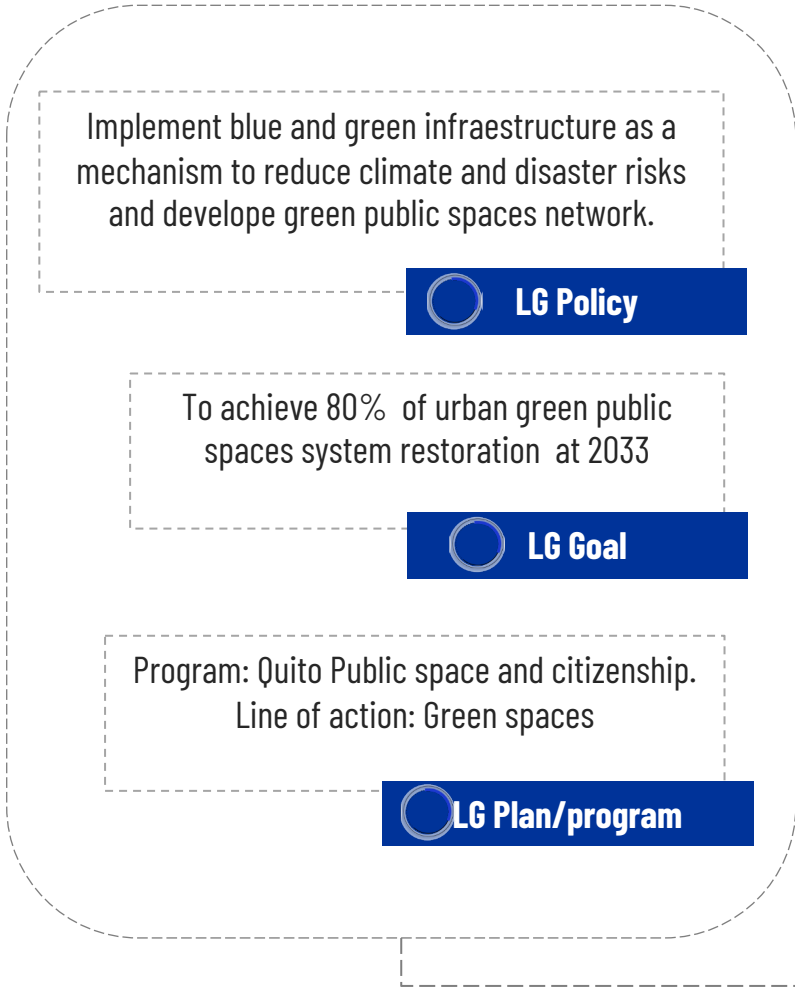 Implement blue and green infraestructure as a
mechanism to reduce climate and disaster risks
and develope green public spaces network.
LG Policy
To achieve 80% of urban green public
spaces system restoration at 2033
LG Goal
Program: Quito Public space and citizenship.
Line of action: Green spaces
LG Plan/program